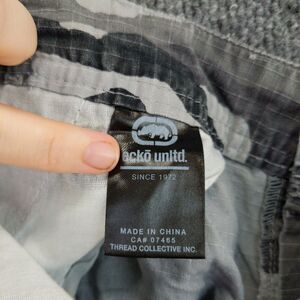 ecko unltd.
SINCE 1972
MADE IN CHINA
CA# 07465
THREAD COLLECTIVE INC.